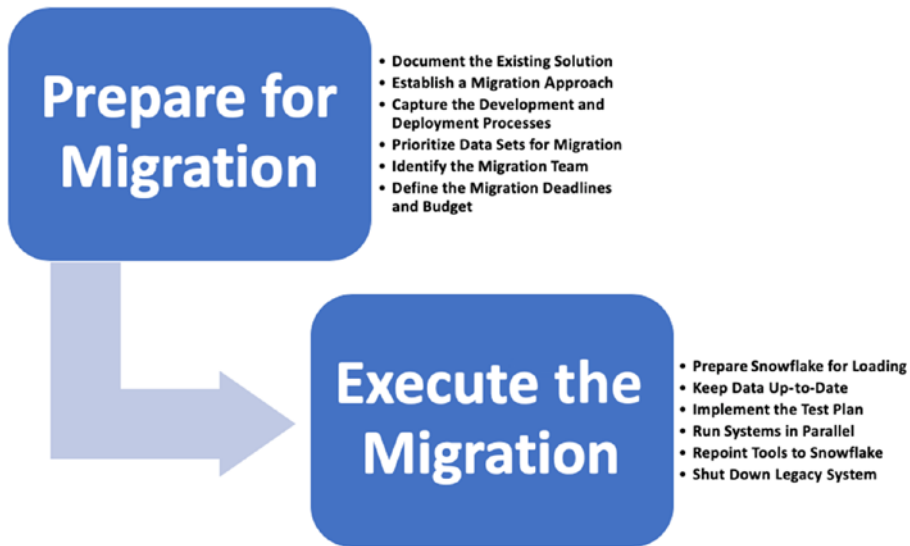 Prepare for
Migration
• Document the Existing Solution
• Establish a Migration Approach
• Capture the Development and
Deployment Processes
• Prioritize Data Sets for Migration
• Identify the Migration Team
• Define the Migration Deadlines
and Budget
Execute the
Migration
• Prepare Snowflake for Loading
• Keep Data Up-to-Date
• Implement the Test Plan
• Run Systems in Parallel
• Repoint Tools to Snowflake
• Shut Down Legacy System